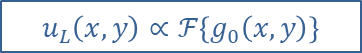 u_L(x, y) ∝ ℱ{g_0(x, y)}